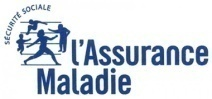 SÉCURITÉ SOCIALE
l'Assurance
Maladie